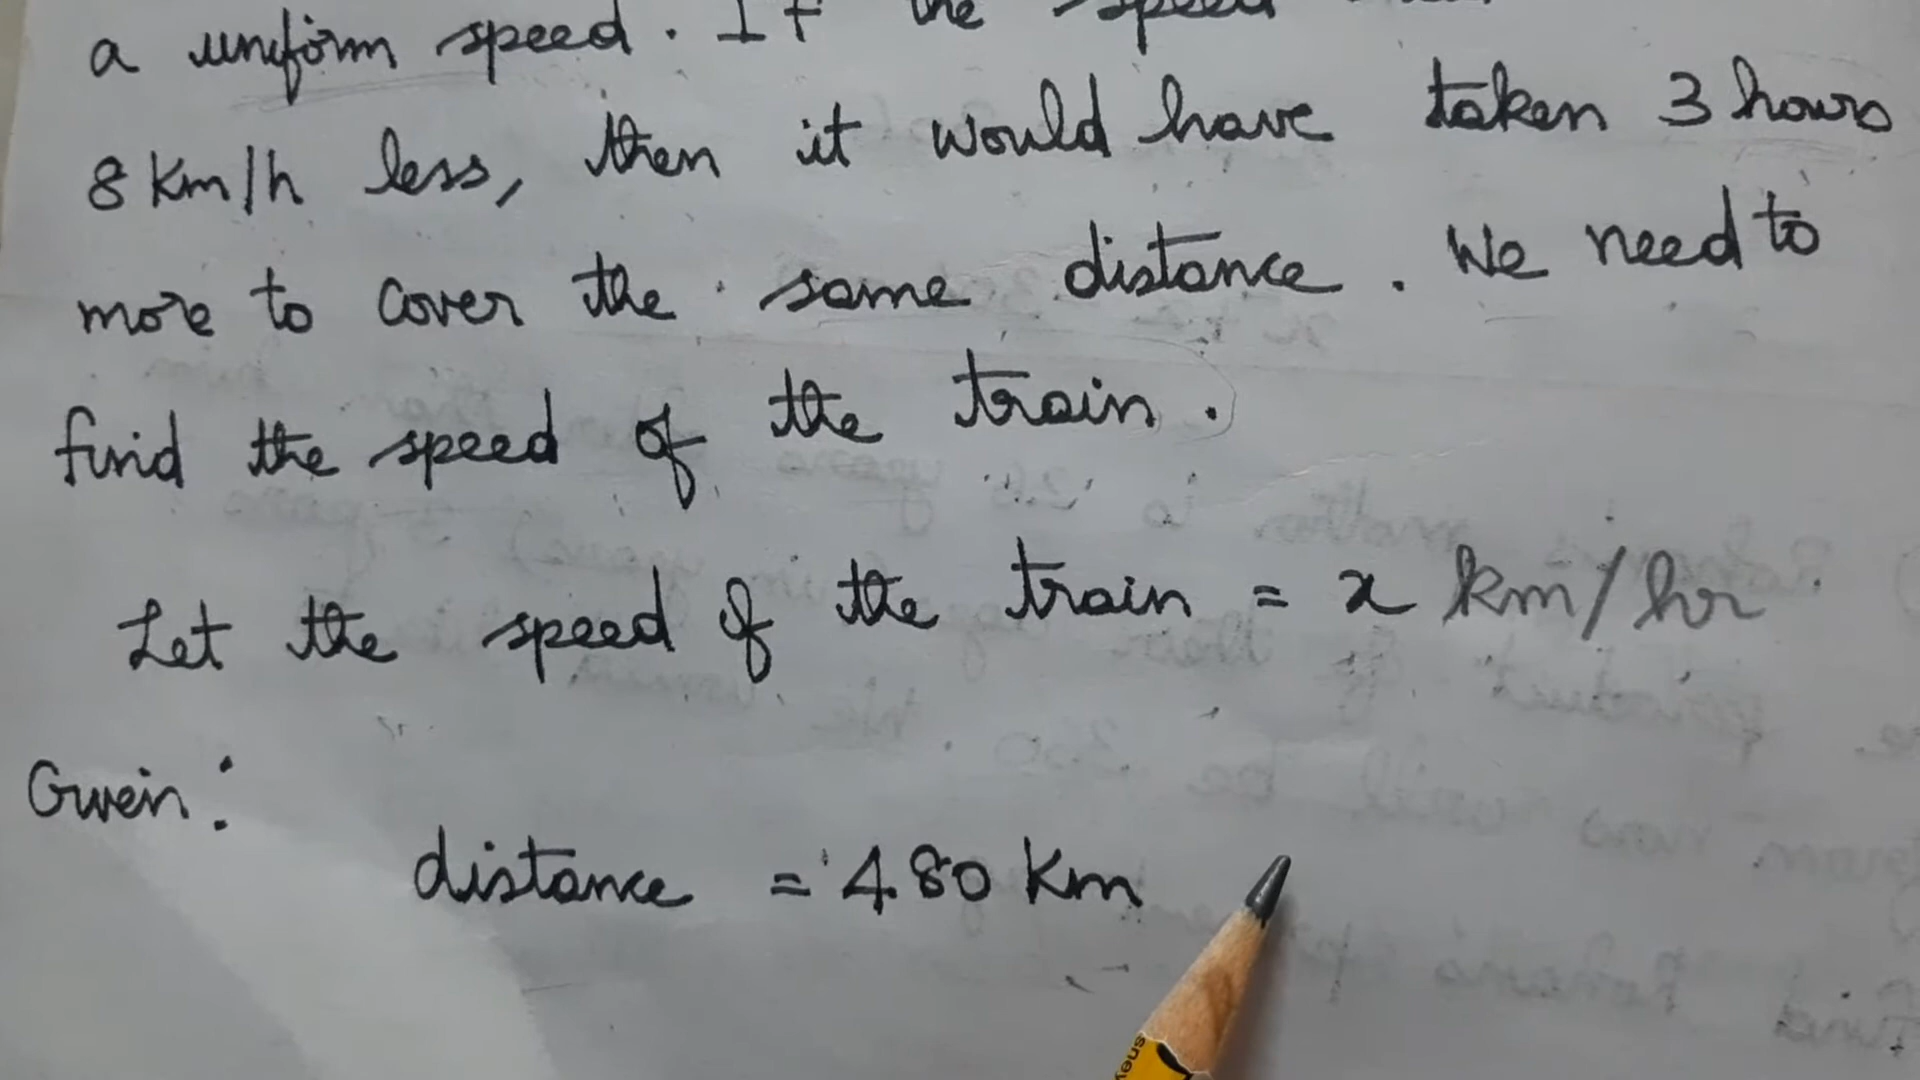 a uniform speed. If the speed
8 Km/h less, then it would have taken 3 hours
more to cover the same distance. We need to
find the speed of the train.
Let the speed of the train = x km/hr
Given:
distance = 480 Km